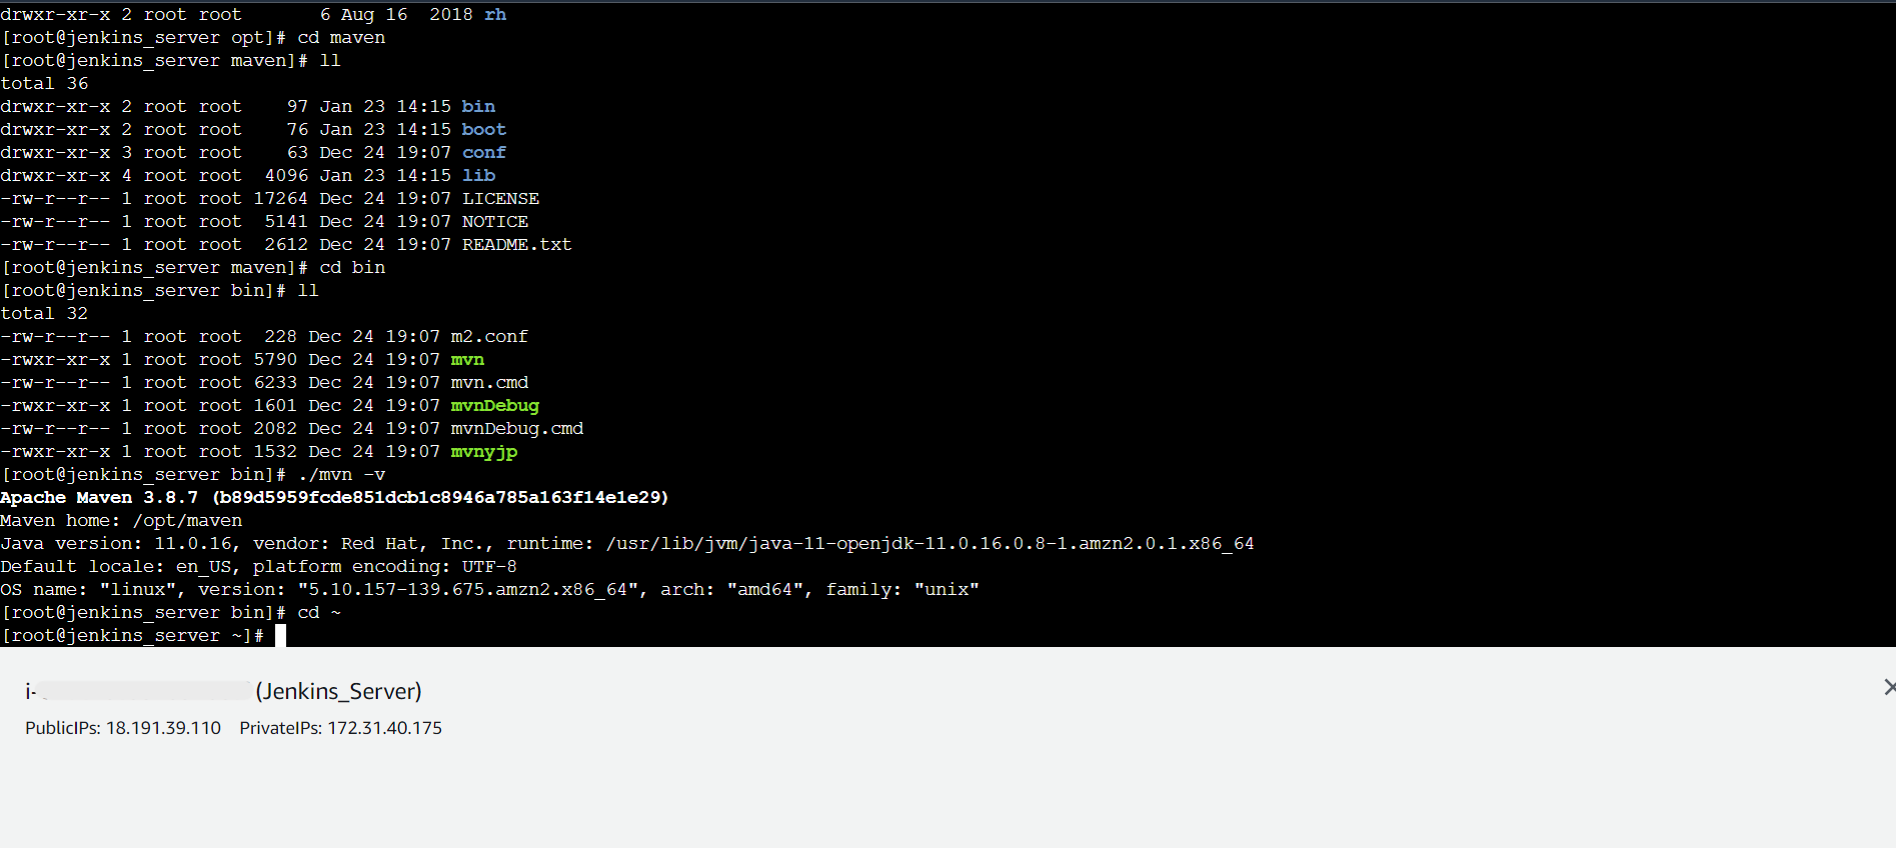 drwxr-xr-x 2 root root       6 Aug 16  2018 rh
[root@jenkins_server opt]# cd maven
[root@jenkins_server maven]# ll
total 36
drwxr-xr-x 2 root root    97 Jan 23 14:15 bin
drwxr-xr-x 2 root root    76 Jan 23 14:15 boot
drwxr-xr-x 3 root root    63 Dec 24 19:07 conf
drwxr-xr-x 4 root root  4096 Jan 23 14:15 lib
-rw-r--r-- 1 root root 17264 Dec 24 19:07 LICENSE
-rw-r--r-- 1 root root  5141 Dec 24 19:07 NOTICE
-rw-r--r-- 1 root root  2612 Dec 24 19:07 README.txt
[root@jenkins_server maven]# cd bin
[root@jenkins_server bin]# ll
total 32
-rw-r--r-- 1 root root  228 Dec 24 19:07 m2.conf
-rwxr-xr-x 1 root root 5790 Dec 24 19:07 mvn
-rw-r--r-- 1 root root 6233 Dec 24 19:07 mvn.cmd
-rwxr-xr-x 1 root root 1601 Dec 24 19:07 mvnDebug
-rw-r--r-- 1 root root 2082 Dec 24 19:07 mvnDebug.cmd
-rwxr-xr-x 1 root root 1532 Dec 24 19:07 mvnyjp
[root@jenkins_server bin]# ./mvn -v
Apache Maven 3.8.7 (b89d5959fcde851dcb1c8946a785a163f14e1e29)
Maven home: /opt/maven
Java version: 11.0.16, vendor: Red Hat, Inc., runtime: /usr/lib/jvm/java-11-openjdk-11.0.16.0.8-1.amzn2.0.1.x86_64
Default locale: en_US, platform encoding: UTF-8
OS name: "linux", version: "5.10.157-139.675.amzn2.x86_64", arch: "amd64", family: "unix"
[root@jenkins_server bin]# cd ~
[root@jenkins_server ~]#
i- (Jenkins_Server)
PublicIPs: 18.191.39.110 PrivateIPs: 172.31.40.175